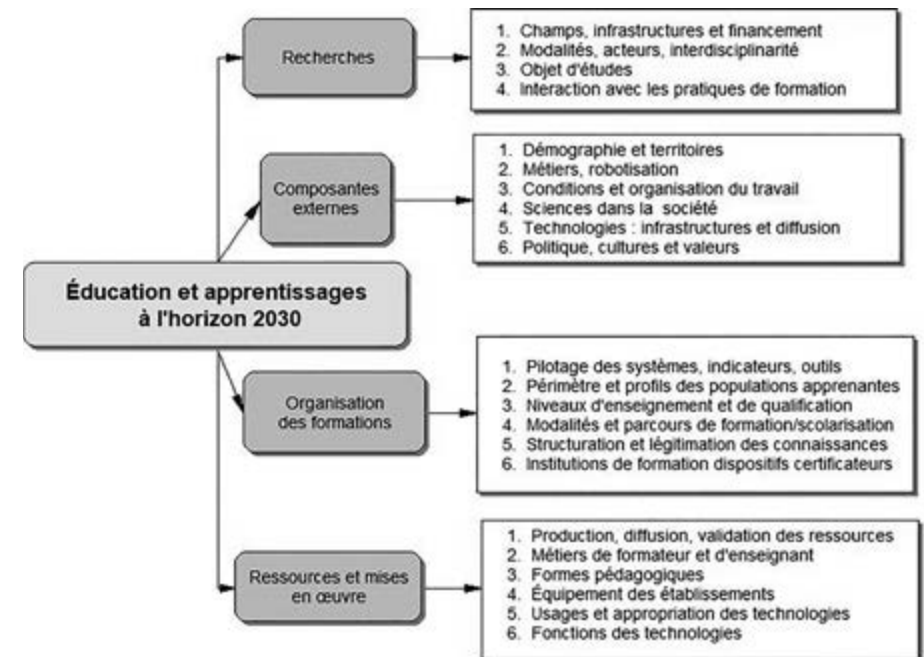 Recherches
1. Champs, infrastructures et financement
2. Modalités, acteurs, interdisciplinarité
3. Objet d'études
4. Interaction avec les pratiques de formation
Composantes
externes
1. Démographie et territoires
2. Métiers, robotisation
3. Conditions et organisation du travail
4. Sciences dans la société
5. Technologies : infrastructures et diffusion
6. Politique, cultures et valeurs
Éducation et apprentissages
à l'horizon 2030
Organisation
des formations
1. Pilotage des systèmes, indicateurs, outils
2. Périmètre et profils des populations apprenantes
3. Niveaux d'enseignement et de qualification
4. Modalités et parcours de formation/scolarisation
5. Structuration et légitimation des connaissances
6. Institutions de formation dispositifs certificateurs
Ressources et mises
en œuvre
1. Production, diffusion, validation des ressources
2. Métiers de formateur et d'enseignant
3. Formes pédagogiques
4. Équipement des établissements
5. Usages et appropriation des technologies
6. Fonctions des technologies